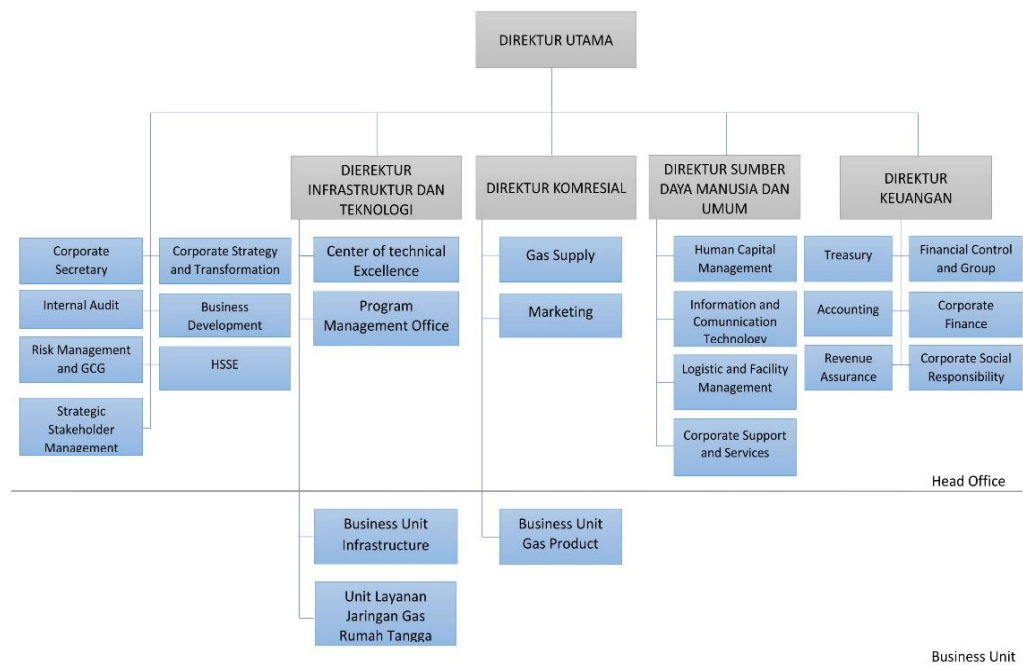 DIREKTUR UTAMA
DIEREKTUR
INFRASTRUKTUR DAN
TEKNOLOGI
DIREKTUR KOMRESIAL
DIREKTUR SUMBER
DAYA MANUSIA DAN
UMUM
DIREKTUR
KEUANGAN
Corporate
Secretary
Corporate Strategy
and Transformation
Internal Audit
Business
Development
Risk Management
and GCG
HSSE
Strategic
Stakeholder
Management
Center of technical
Excellence
Program
Management Office
Gas Supply
Marketing
Human Capital
Management
Information and
Comunnication
Technology
Logistic and Facility
Management
Corporate Support
and Services
Treasury
Financial Control
and Group
Accounting
Corporate
Finance
Revenue
Assurance
Corporate Social
Responsibility
Head Office
Business Unit
Infrastructure
Business Unit
Gas Product
Unit Layanan
Jaringan Gas
Rumah Tangga
Business Unit